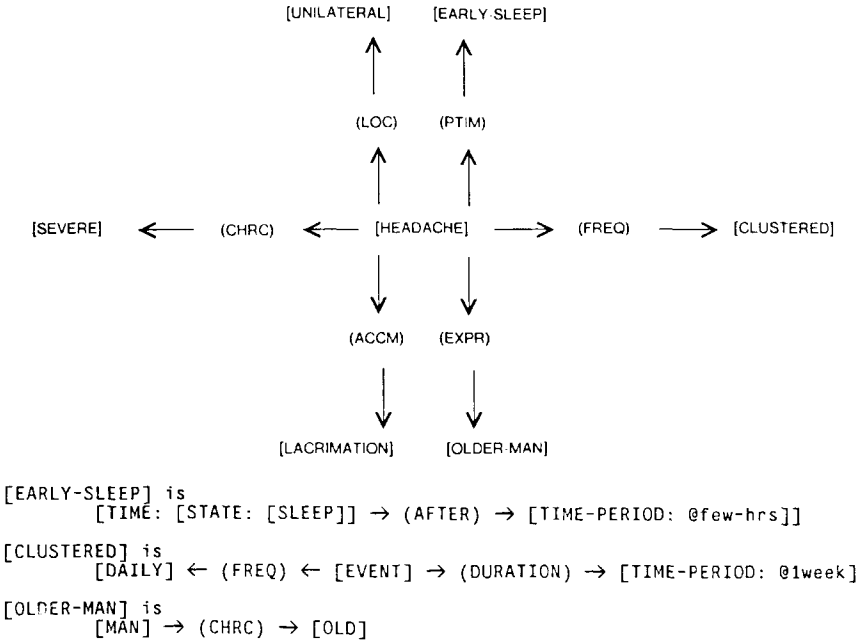 [UNILATERAL] [EARLY-SLEEP]
(LOC) (PTIM)
[SEVERE] (CHRC) [HEADACHE] (FREQ) [CLUSTERED]
(ACCM) (EXPR)
[LACRIMATION] [OLDER-MAN]
[EARLY-SLEEP] is
[TIME: [STATE: [SLEEP]] → (AFTER) → [TIME-PERIOD: @few-hrs]]
[CLUSTERED] is
[DAILY] ← (FREQ) ← [EVENT] → (DURATION) → [TIME-PERIOD: @1week]
[OLDER-MAN] is
[MAN] → (CHRC) → [OLD]